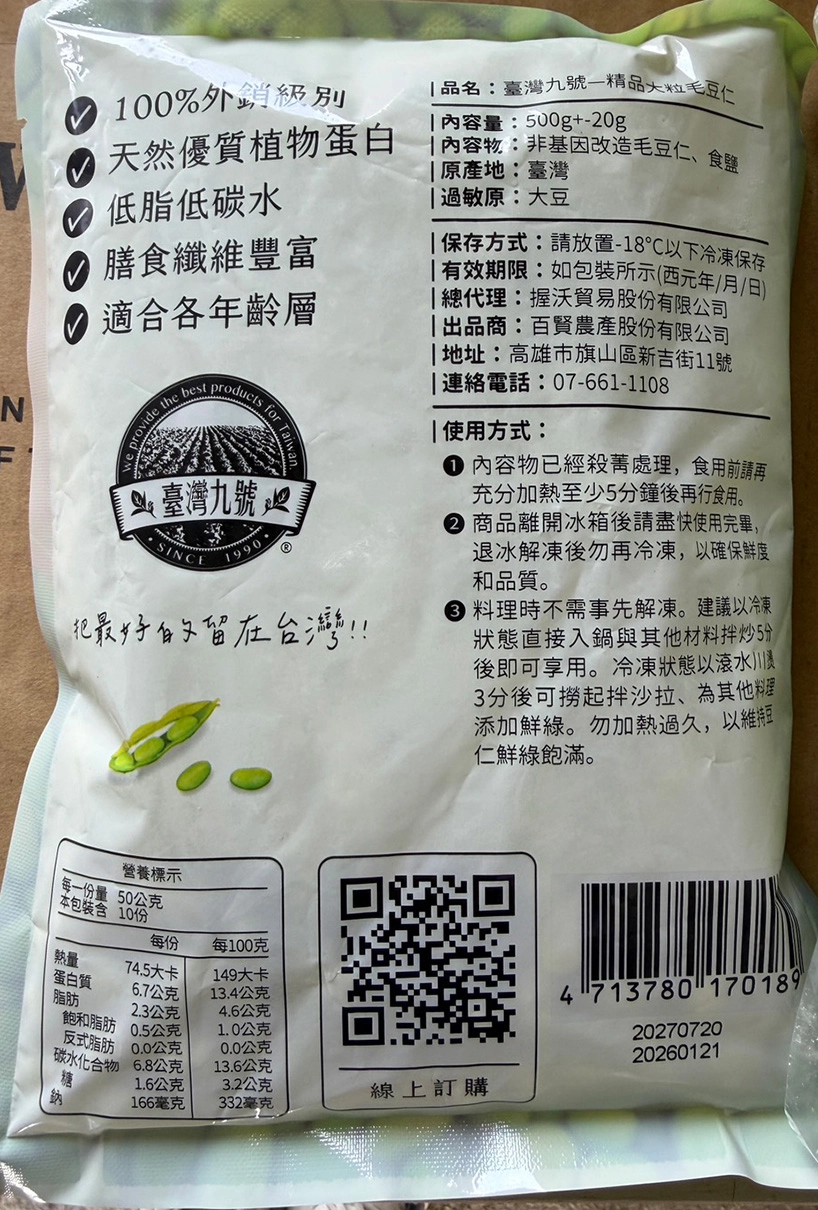 100%外銷級別
天然優質植物蛋白
低脂低碳水
膳食纖維豐富
適合各年齡層
We provide the best products for Taiwan
臺灣九號
SINCE 1990
®
把最好的留在台灣!!
品名：臺灣九號—精品大粒毛豆仁
內容量：500g+-20g
內容物：非基因改造毛豆仁、食鹽
原產地：臺灣
過敏原：大豆
保存方式：請放置-18°C以下冷凍保存
有效期限：如包裝所示(西元年/月/日)
總代理：握沃貿易股份有限公司
出品商：百賢農產股份有限公司
地址：高雄市旗山區新吉街11號
連絡電話：07-661-1108
使用方式：
❶ 內容物已經殺菁處理，食用前請再
充分加熱至少5分鐘後再行食用。
❷ 商品離開冰箱後請盡快使用完畢，
退冰解凍後勿再冷凍，以確保鮮度
和品質。
❸ 料理時不需事先解凍。建議以冷凍
狀態直接入鍋與其他材料拌炒5分
後即可享用。冷凍狀態以滾水川燙
3分後可撈起拌沙拉、為其他料理
添加鮮綠。勿加熱過久，以維持豆
仁鮮綠飽滿。
營養標示
每一份量 50公克
本包裝含 10份
每份 每100克
熱量 74.5大卡 149大卡
蛋白質 6.7公克 13.4公克
脂肪 2.3公克 4.6公克
飽和脂肪 0.5公克 1.0公克
反式脂肪 0.0公克 0.0公克
碳水化合物 6.8公克 13.6公克
糖 1.6公克 3.2公克
鈉 166毫克 332毫克
線上訂購
4 713780 170189
20270720
20260121